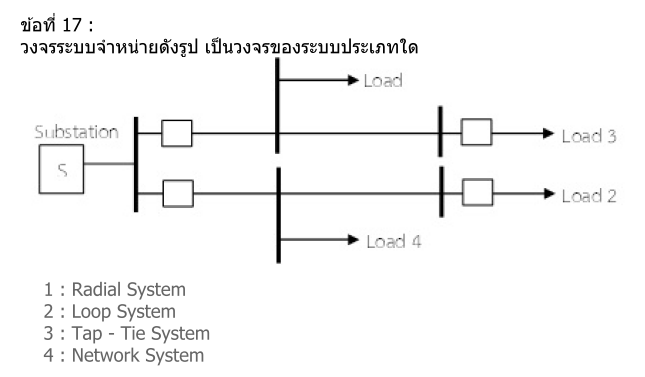 ข้อที่ 17 :
วงจรระบบจำหน่ายดังรูป เป็นวงจรของระบบประเภทใด
Load
Substation
Load 3
S
Load 2
Load 4
1 : Radial System
2 : Loop System
3 : Tap - Tie System
4 : Network System